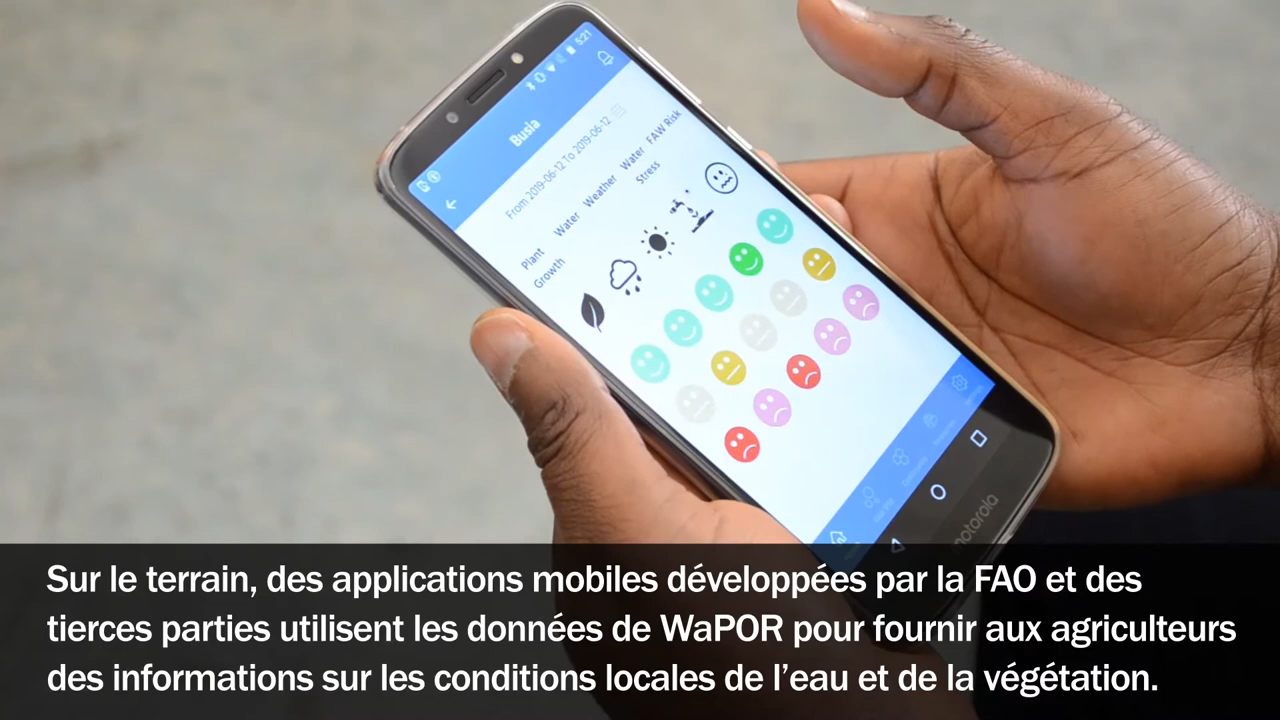 5:21
Busia
From 2019-06-12 To 2019-06-12
Plant Growth
Water
Weather
Water Stress
FAW Risk
motorola
Sur le terrain, des applications mobiles développées par la FAO et des
tierces parties utilisent les données de WaPOR pour fournir aux agriculteurs
des informations sur les conditions locales de l’eau et de la végétation.